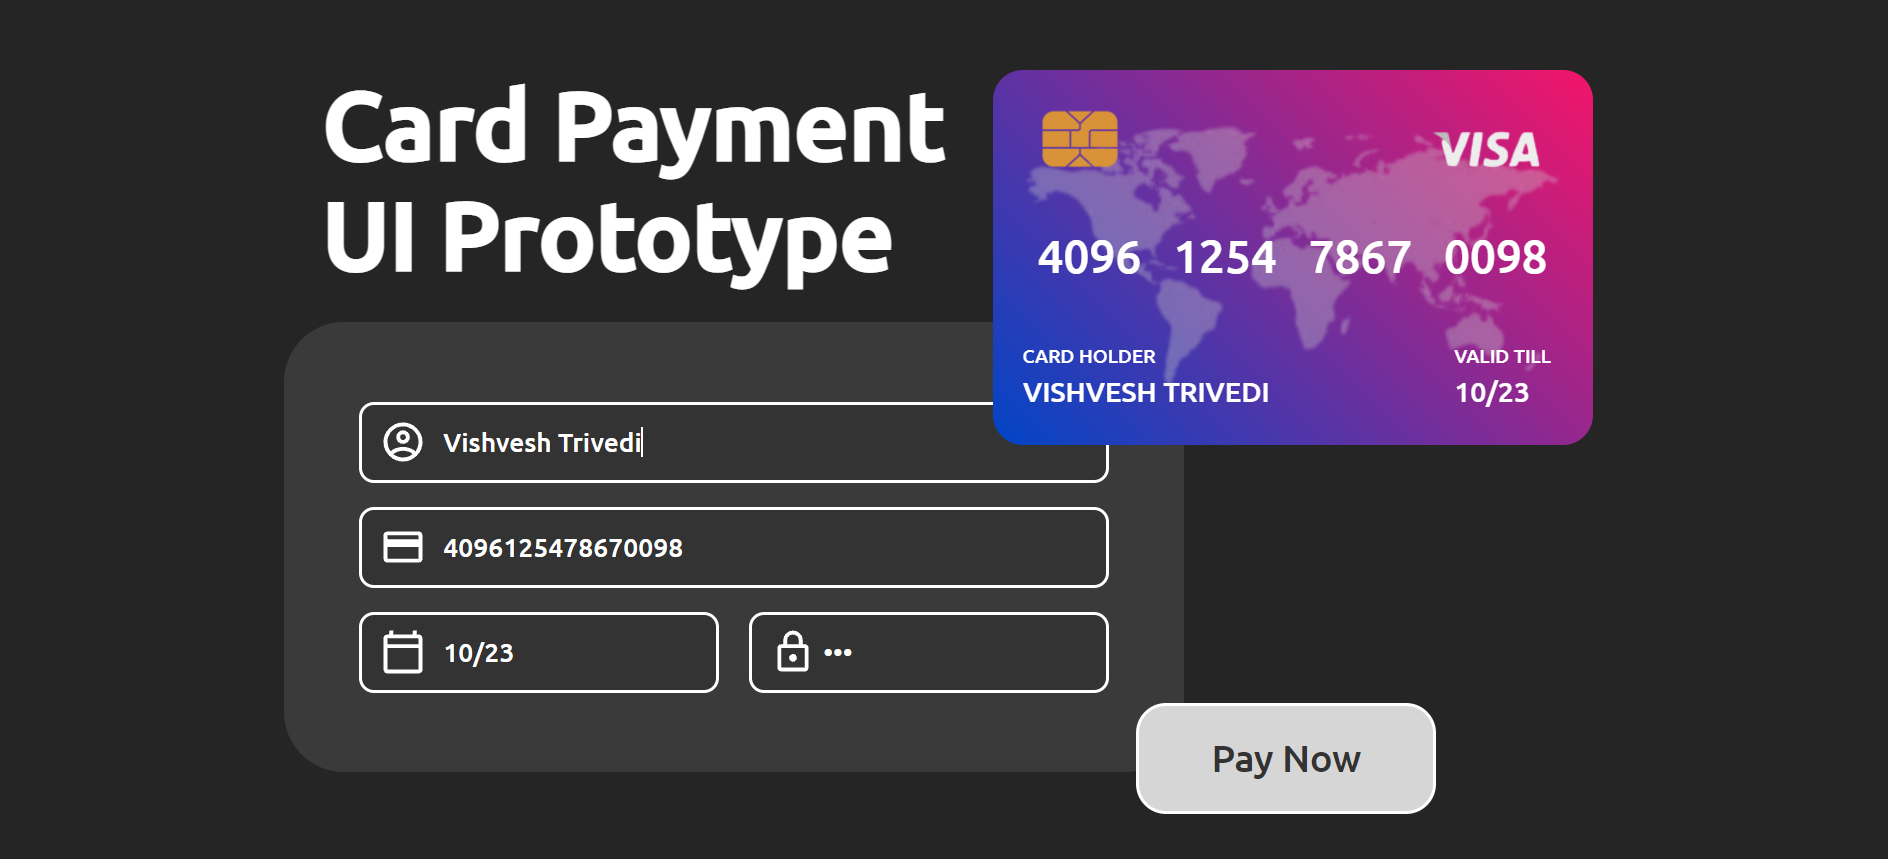 Card Payment
UI Prototype
VISA
4096 1254 7867 0098
CARD HOLDER
VALID TILL
VISHVESH TRIVEDI
10/23
Vishvesh Trivedi
4096125478670098
10/23
•••
Pay Now